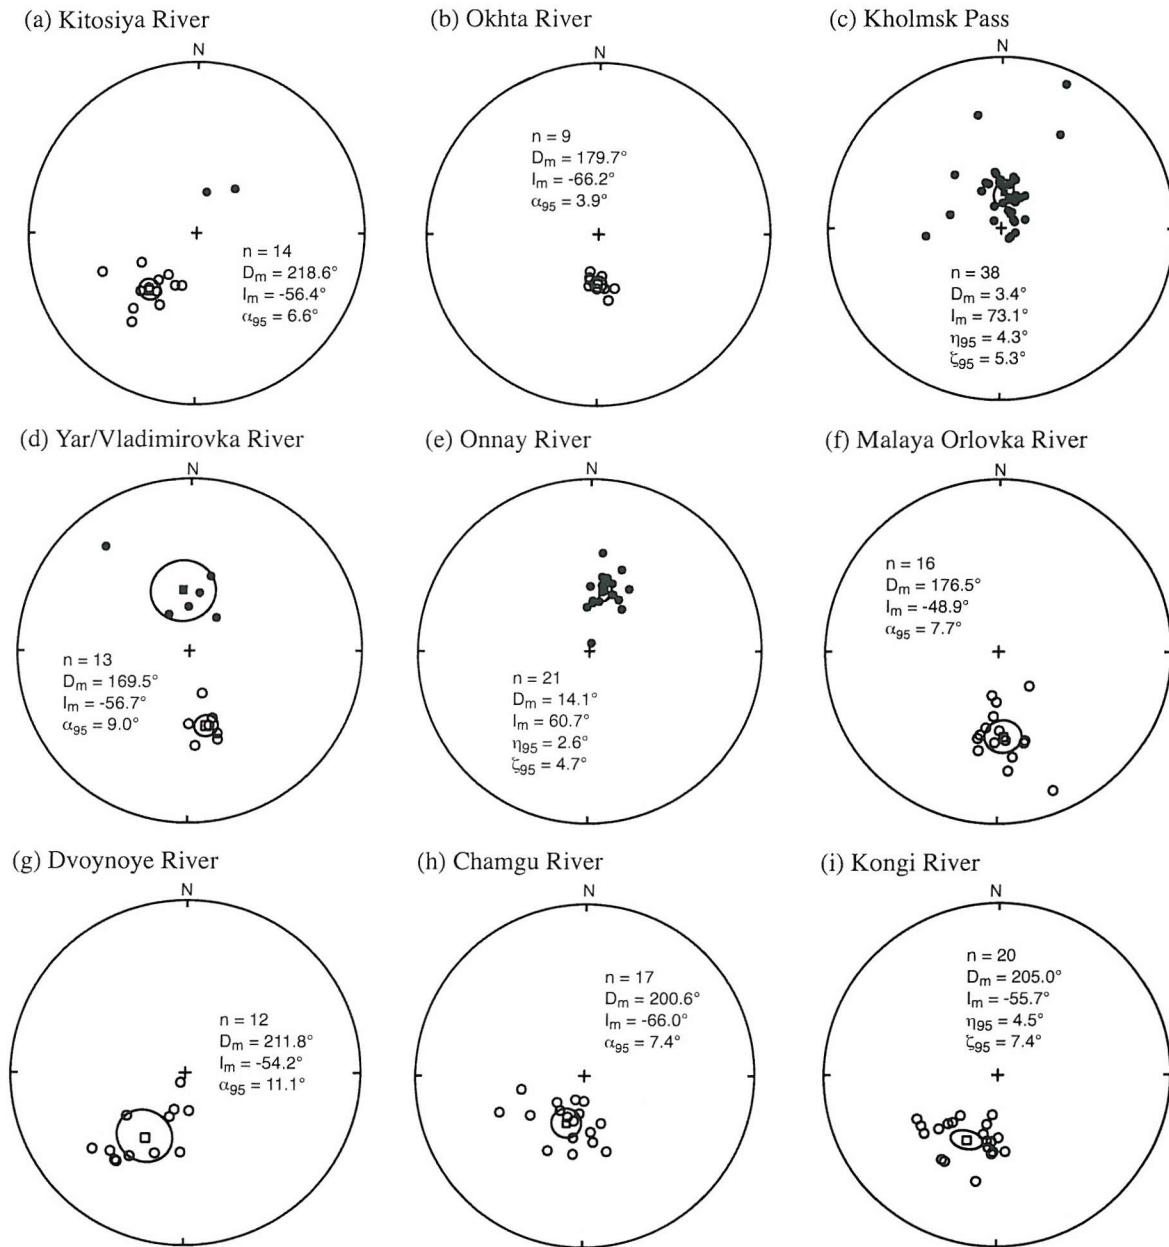 (a) Kitosiya River
N
n = 14
Dm = 218.6°
Im = -56.4°
α95 = 6.6°
(b) Okhta River
N
n = 9
Dm = 179.7°
Im = -66.2°
α95 = 3.9°
(c) Kholmsk Pass
N
n = 38
Dm = 3.4°
Im = 73.1°
η95 = 4.3°
ζ95 = 5.3°
(d) Yar/Vladimirovka River
N
n = 13
Dm = 169.5°
Im = -56.7°
α95 = 9.0°
(e) Onnay River
N
n = 21
Dm = 14.1°
Im = 60.7°
η95 = 2.6°
ζ95 = 4.7°
(f) Malaya Orlovka River
N
n = 16
Dm = 176.5°
Im = -48.9°
α95 = 7.7°
(g) Dvoynoye River
N
n = 12
Dm = 211.8°
Im = -54.2°
α95 = 11.1°
(h) Chamgu River
N
n = 17
Dm = 200.6°
Im = -66.0°
α95 = 7.4°
(i) Kongi River
N
n = 20
Dm = 205.0°
Im = -55.7°
η95 = 4.5°
ζ95 = 7.4°